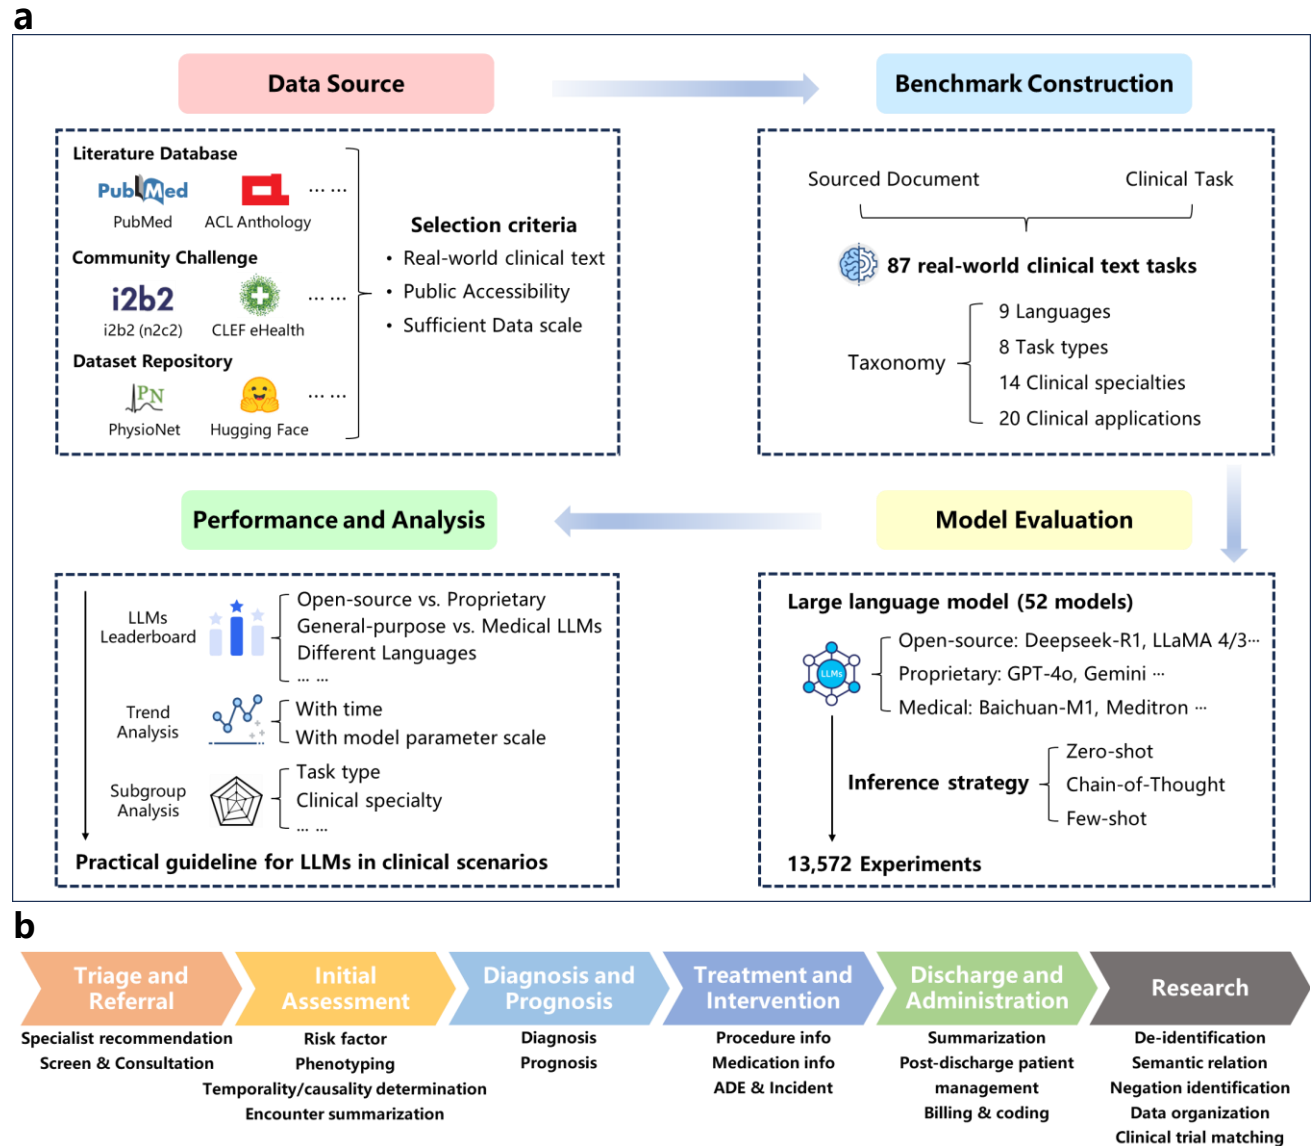 a
Data Source
Benchmark Construction
Literature Database
PubMed
PubMed
ACL Anthology
... ...
Community Challenge
i2b2
i2b2 (n2c2)
CLEF eHealth
... ...
Dataset Repository
PN
PhysioNet
Hugging Face
... ...
Selection criteria
• Real-world clinical text
• Public Accessibility
• Sufficient Data scale
Sourced Document
Clinical Task
87 real-world clinical text tasks
Taxonomy
9 Languages
8 Task types
14 Clinical specialties
20 Clinical applications
Performance and Analysis
Model Evaluation
LLMs
Leaderboard
Open-source vs. Proprietary
General-purpose vs. Medical LLMs
Different Languages
... ...
Trend
Analysis
With time
With model parameter scale
Subgroup
Analysis
Task type
Clinical specialty
... ...
Practical guideline for LLMs in clinical scenarios
Large language model (52 models)
LLMs
Open-source: Deepseek-R1, LLaMA 4/3···
Proprietary: GPT-4o, Gemini ···
Medical: Baichuan-M1, Meditron ···
Inference strategy
Zero-shot
Chain-of-Thought
Few-shot
13,572 Experiments
b
Triage and
Referral
Specialist recommendation
Screen & Consultation
Initial
Assessment
Risk factor
Phenotyping
Temporality/causality determination
Encounter summarization
Diagnosis and
Prognosis
Diagnosis
Prognosis
Treatment and
Intervention
Procedure info
Medication info
ADE & Incident
Discharge and
Administration
Summarization
Post-discharge patient
management
Billing & coding
Research
De-identification
Semantic relation
Negation identification
Data organization
Clinical trial matching